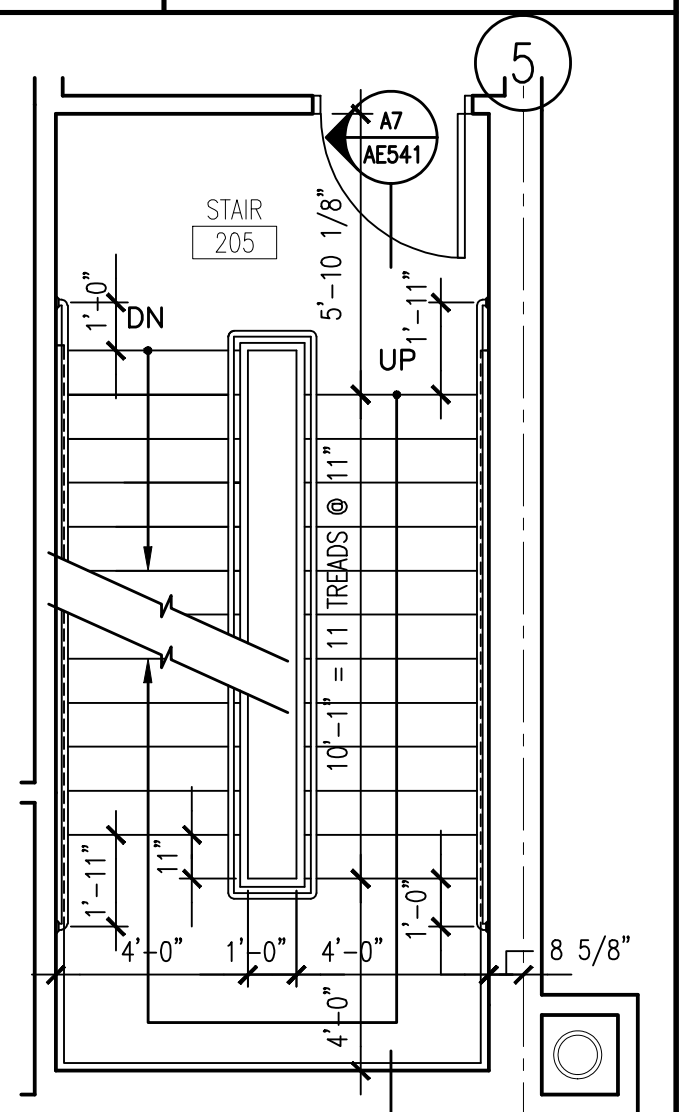 5
A7
AE541
STAIR
205
5'-10 1/8"
1'-0"
DN
1'-11"
UP
10'-1" = 11 TREADS @ 11"
1'-11"
11"
1'-0"
4'-0"
1'-0"
4'-0"
8 5/8"
4'-0"